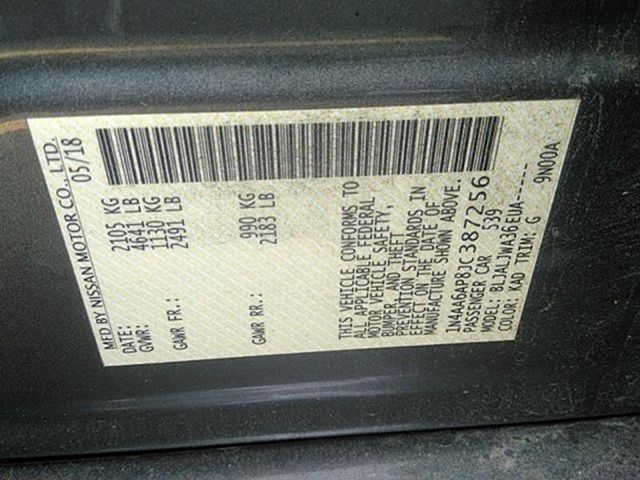 MFD BY NISSAN MOTOR CO., LTD.
DATE: 05/18
GVWR: 2105 KG
4641 LB
GAWR FR.: 1130 KG
2491 LB
GAWR RR.: 990 KG
2183 LB
THIS VEHICLE CONFORMS TO
ALL APPLICABLE FEDERAL
MOTOR VEHICLE SAFETY,
BUMPER, AND THEFT
PREVENTION STANDARDS IN
EFFECT ON THE DATE OF
MANUFACTURE SHOWN ABOVE.
1N4AA6AP8JC387256
PASSENGER CAR 539
MODEL: BLJALJWA36EUA-----
COLOR: KAD TRIM: G 9N00A